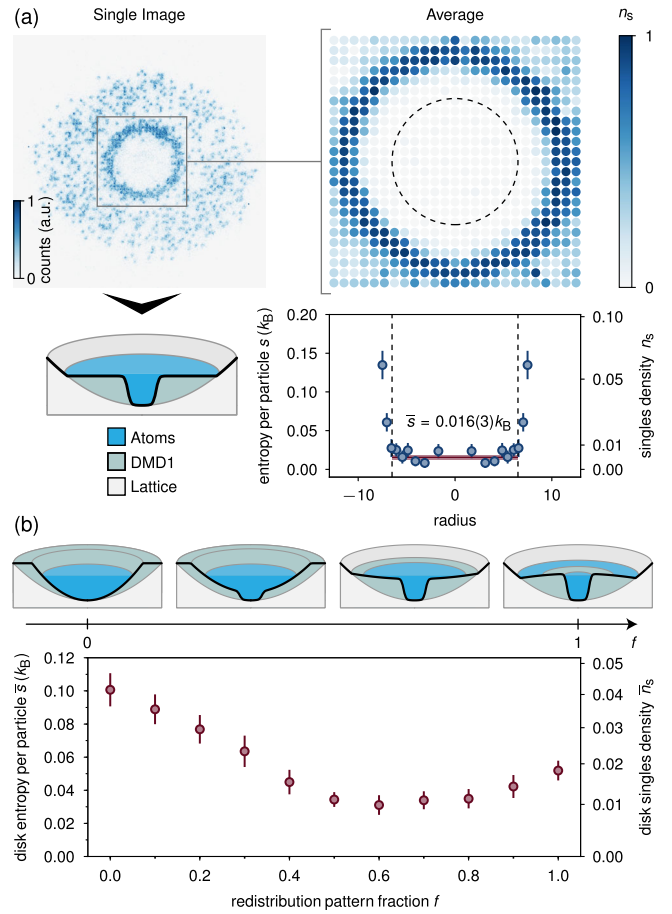 (a)
Single Image
Average
nₛ
1
0
counts (a.u.)
1
0
Atoms
DMD1
Lattice
entropy per particle s (k_B)
0.20
0.15
0.10
0.05
0.00
s̅ = 0.016(3)k_B
0.10
0.05
0.01
0.00
singles density nₛ
−10
0
10
radius
(b)
0
1
f
disk entropy per particle s̅ (k_B)
0.12
0.10
0.08
0.06
0.04
0.02
0.00
0.05
0.04
0.03
0.02
0.01
0.00
disk singles density n̅ₛ
0.0
0.2
0.4
0.6
0.8
1.0
redistribution pattern fraction f